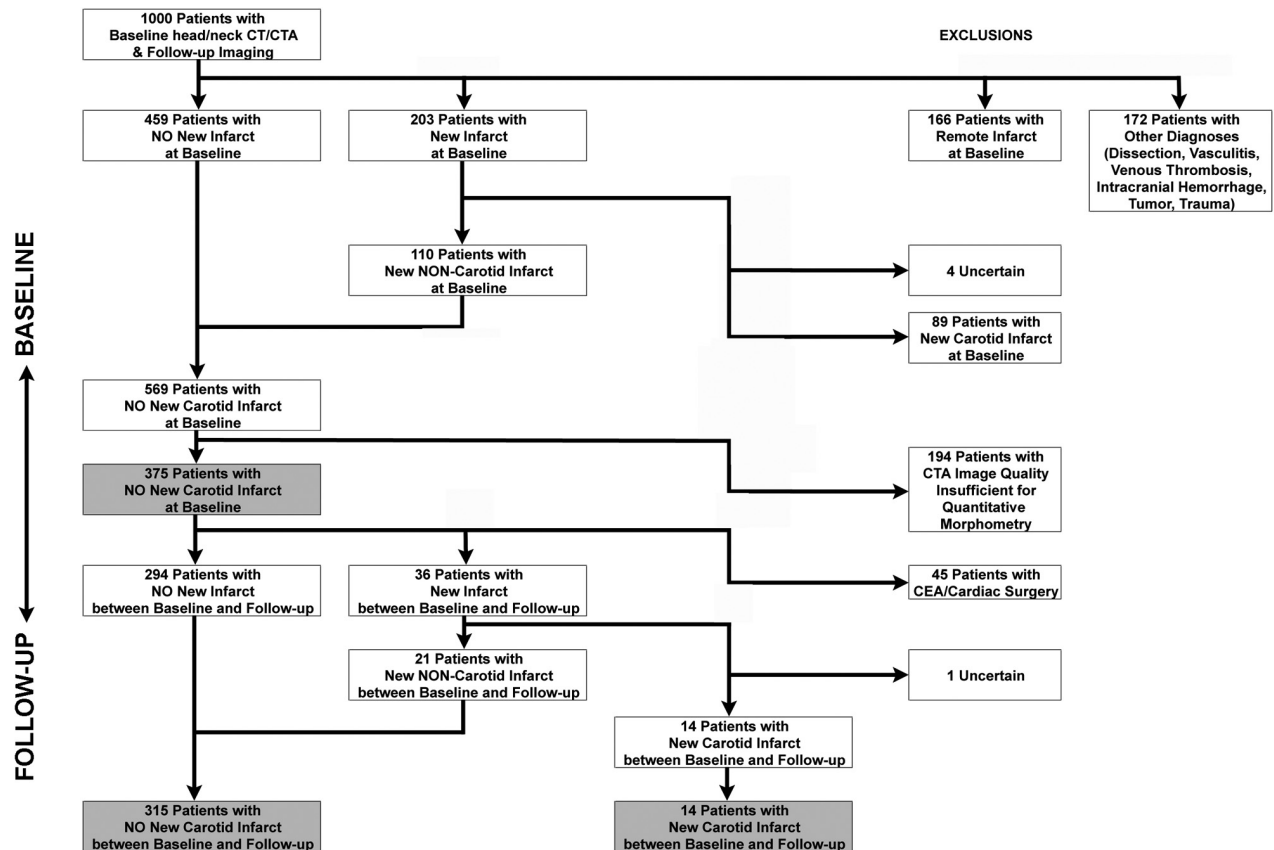 1000 Patients with
Baseline head/neck CT/CTA
& Follow-up Imaging
EXCLUSIONS
459 Patients with
NO New Infarct
at Baseline
203 Patients with
New Infarct
at Baseline
166 Patients with
Remote Infarct
at Baseline
172 Patients with
Other Diagnoses
(Dissection, Vasculitis,
Venous Thrombosis,
Intracranial Hemorrhage,
Tumor, Trauma)
110 Patients with
New NON-Carotid Infarct
at Baseline
4 Uncertain
89 Patients with
New Carotid Infarct
at Baseline
BASELINE
569 Patients with
NO New Carotid Infarct
at Baseline
375 Patients with
NO New Carotid Infarct
at Baseline
194 Patients with
CTA Image Quality
Insufficient for
Quantitative
Morphometry
294 Patients with
NO New Infarct
between Baseline and Follow-up
36 Patients with
New Infarct
between Baseline and Follow-up
45 Patients with
CEA/Cardiac Surgery
FOLLOW-UP
21 Patients with
New NON-Carotid Infarct
between Baseline and Follow-up
1 Uncertain
14 Patients with
New Carotid Infarct
between Baseline and Follow-up
315 Patients with
NO New Carotid Infarct
between Baseline and Follow-up
14 Patients with
New Carotid Infarct
between Baseline and Follow-up